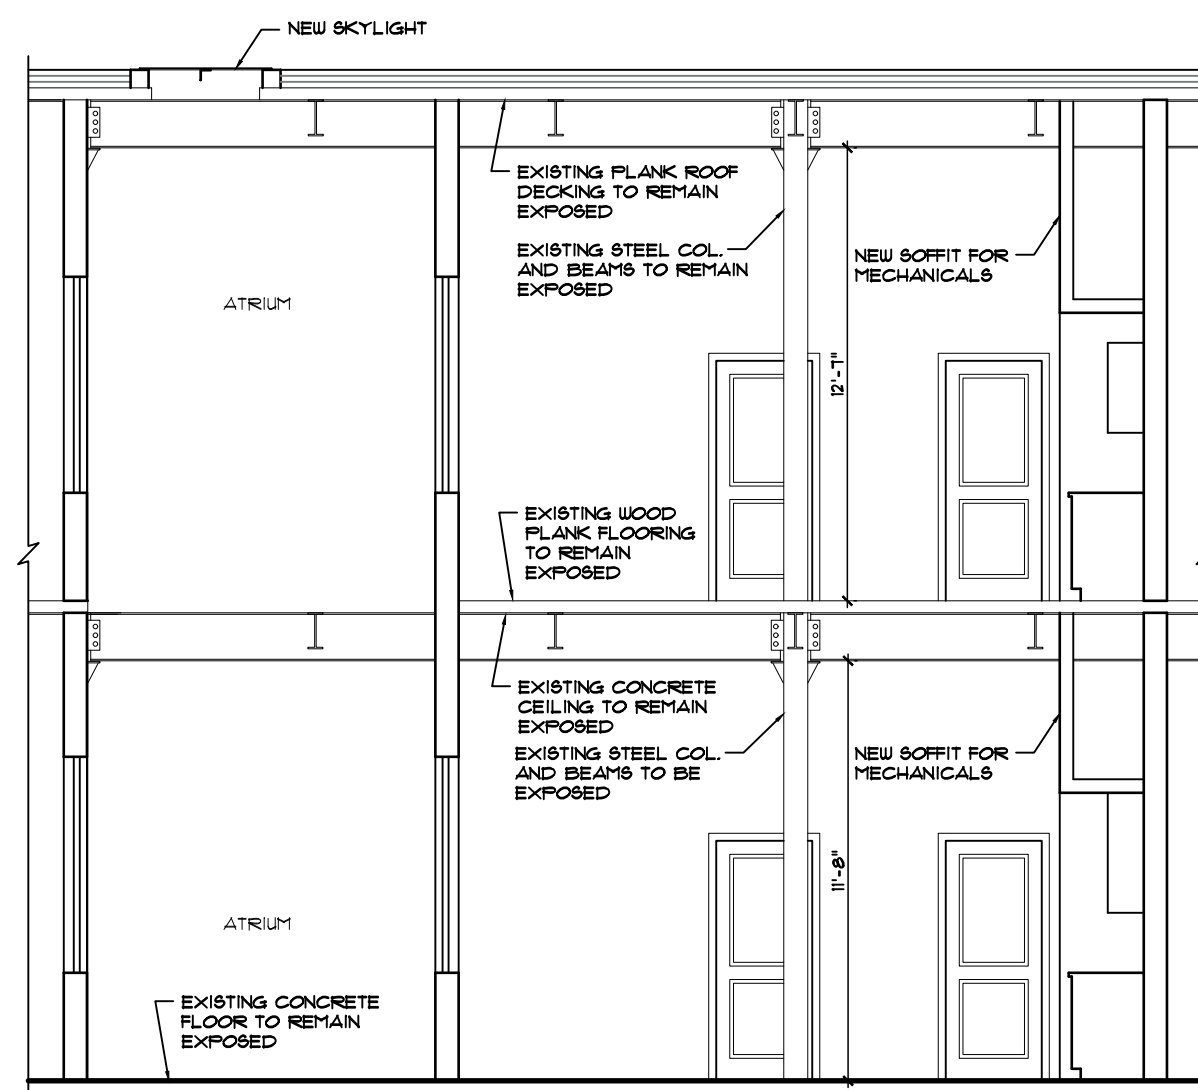 NEW SKYLIGHT
EXISTING PLANK ROOF
DECKING TO REMAIN
EXPOSED
EXISTING STEEL COL.
AND BEAMS TO REMAIN
EXPOSED
NEW SOFFIT FOR
MECHANICALS
ATRIUM
12'-7"
EXISTING WOOD
PLANK FLOORING
TO REMAIN
EXPOSED
EXISTING CONCRETE
CEILING TO REMAIN
EXPOSED
EXISTING STEEL COL.
AND BEAMS TO BE
EXPOSED
NEW SOFFIT FOR
MECHANICALS
11'-8"
ATRIUM
EXISTING CONCRETE
FLOOR TO REMAIN
EXPOSED